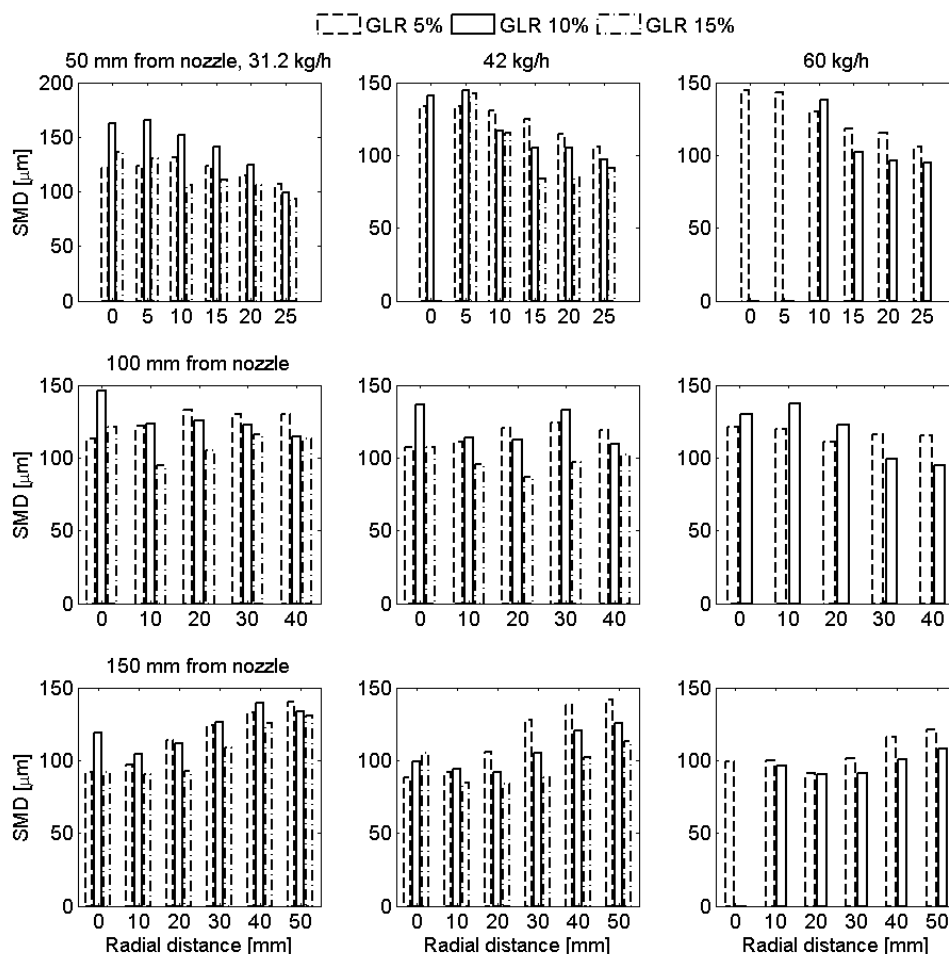 GLR 5% GLR 10% GLR 15%
50 mm from nozzle, 31.2 kg/h 42 kg/h 60 kg/h
200 150 150
150 100 100
100 50 50
50 0 0
0
SMD [μm] SMD [μm] SMD [μm]
0 5 10 15 20 25 0 5 10 15 20 25 0 5 10 15 20 25
100 mm from nozzle
150 150 150
100 100 100
50 50 50
0 0 0
SMD [μm]
0 10 20 30 40 0 10 20 30 40 0 10 20 30 40
150 mm from nozzle
150 150 150
100 100 100
50 50 50
0 0 0
SMD [μm]
0 10 20 30 40 50 0 10 20 30 40 50 0 10 20 30 40 50
Radial distance [mm] Radial distance [mm] Radial distance [mm]